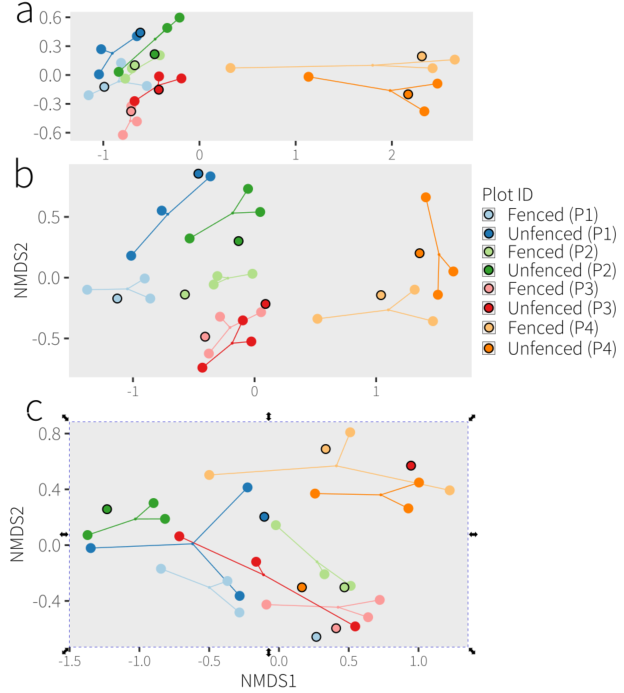 a
0.6
0.3
0.0
-0.3
-0.6
-1
0
1
2
b
0.5
0.0
-0.5
NMDS2
-1
0
1
Plot ID
Fenced (P1)
Unfenced (P1)
Fenced (P2)
Unfenced (P2)
Fenced (P3)
Unfenced (P3)
Fenced (P4)
Unfenced (P4)
c
0.8
0.4
0.0
-0.4
NMDS2
-1.5
-1.0
-0.5
0.0
0.5
1.0
NMDS1